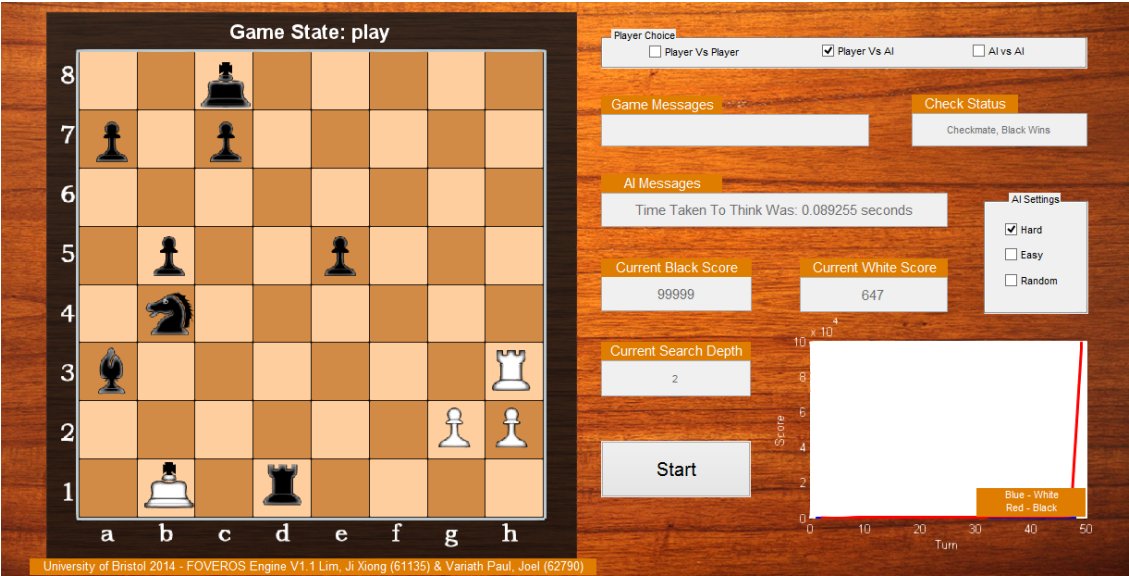 Game State: play
8
7
6
5
4
3
2
1
a b c d e f g h
University of Bristol 2014 - FOVEROS Engine V1.1 Lim, Ji Xiong (61135) & Variath Paul, Joel (62790)
Player Choice
Player Vs Player
Player Vs AI
AI vs AI
Game Messages
Check Status
Checkmate, Black Wins
AI Messages
Time Taken To Think Was: 0.089255 seconds
AI Settings
Hard
Easy
Random
Current Black Score
99999
Current White Score
647
Current Search Depth
2
Start
x 10 4
10
8
6
4
2
0
Score
0 10 20 30 40 50
Turn
Blue - White
Red - Black